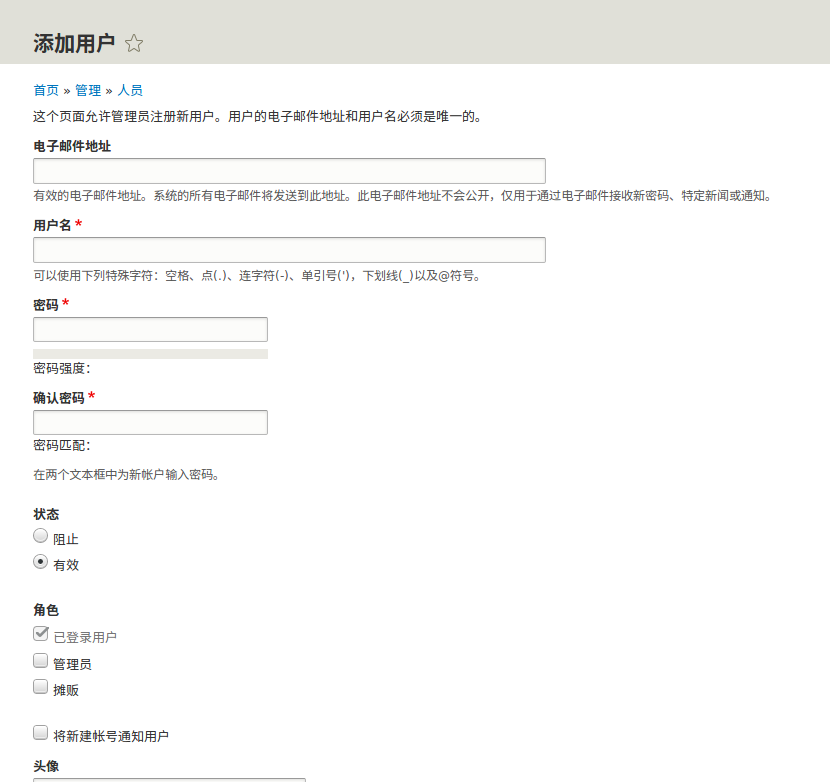 添加用户
首页 » 管理 » 人员
这个页面允许管理员注册新用户。用户的电子邮件地址和用户名必须是唯一的。
电子邮件地址
有效的电子邮件地址。系统的所有电子邮件将发送到此地址。此电子邮件地址不会公开，仅用于通过电子邮件接收新密码、特定新闻或通知。
用户名 *
可以使用下列特殊字符：空格、点(.)、连字符(-)、单引号(')，下划线(_)以及@符号。
密码 *
密码强度：
确认密码 *
密码匹配：
在两个文本框中为新帐户输入密码。
状态
阻止
有效
角色
已登录用户
管理员
摊贩
将新建帐号通知用户
头像